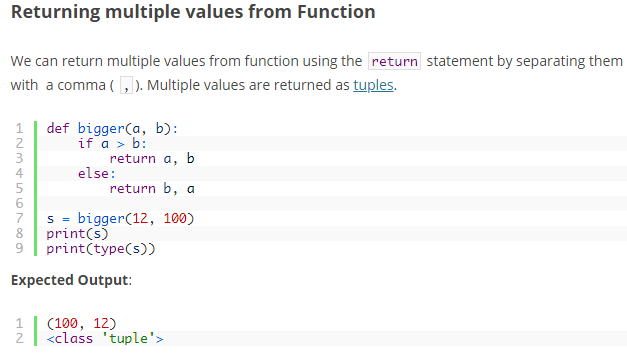 Returning multiple values from Function
We can return multiple values from function using the return statement by separating them
with a comma ( , ). Multiple values are returned as tuples.
1 def bigger(a, b):
2     if a > b:
3         return a, b
4     else:
5         return b, a
6
7 s = bigger(12, 100)
8 print(s)
9 print(type(s))
Expected Output:
1 (100, 12)
2 <class 'tuple'>